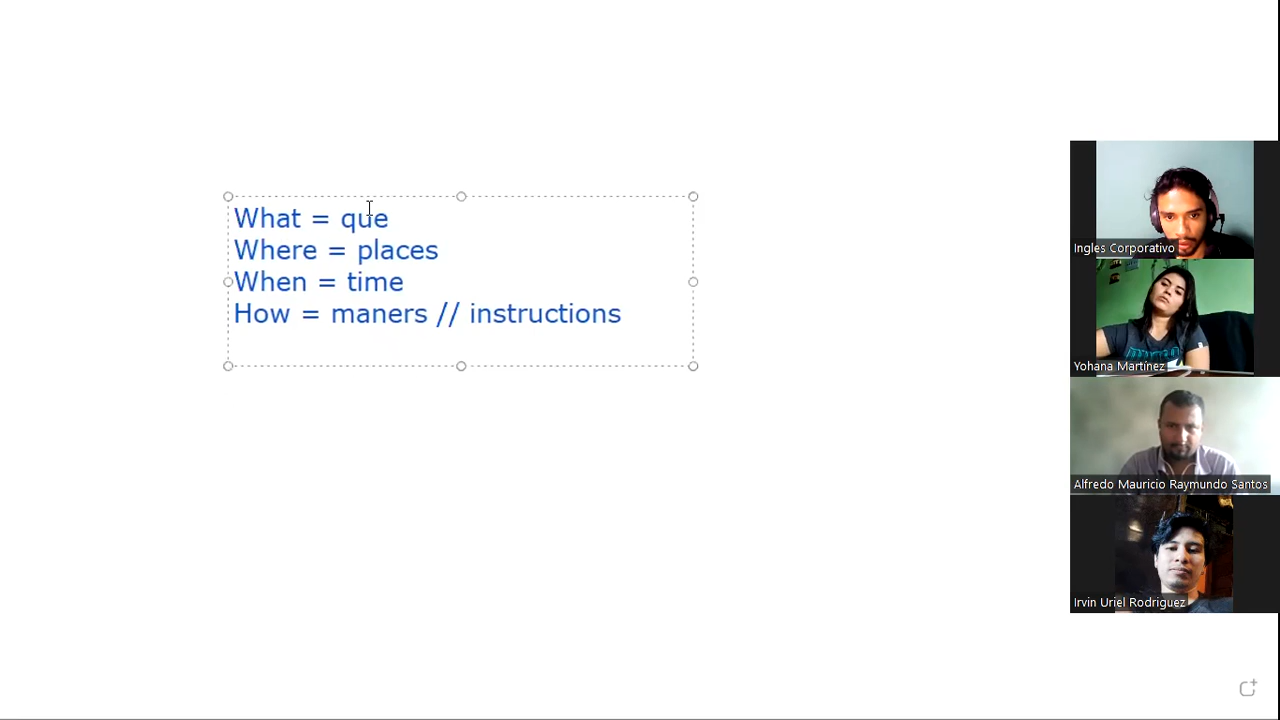 What = que
Where = places
When = time
How = maners // instructions
Ingles Corporativo
Yohana Martínez
Alfredo Mauricio Raymundo Santos
Irvin Uriel Rodriguez